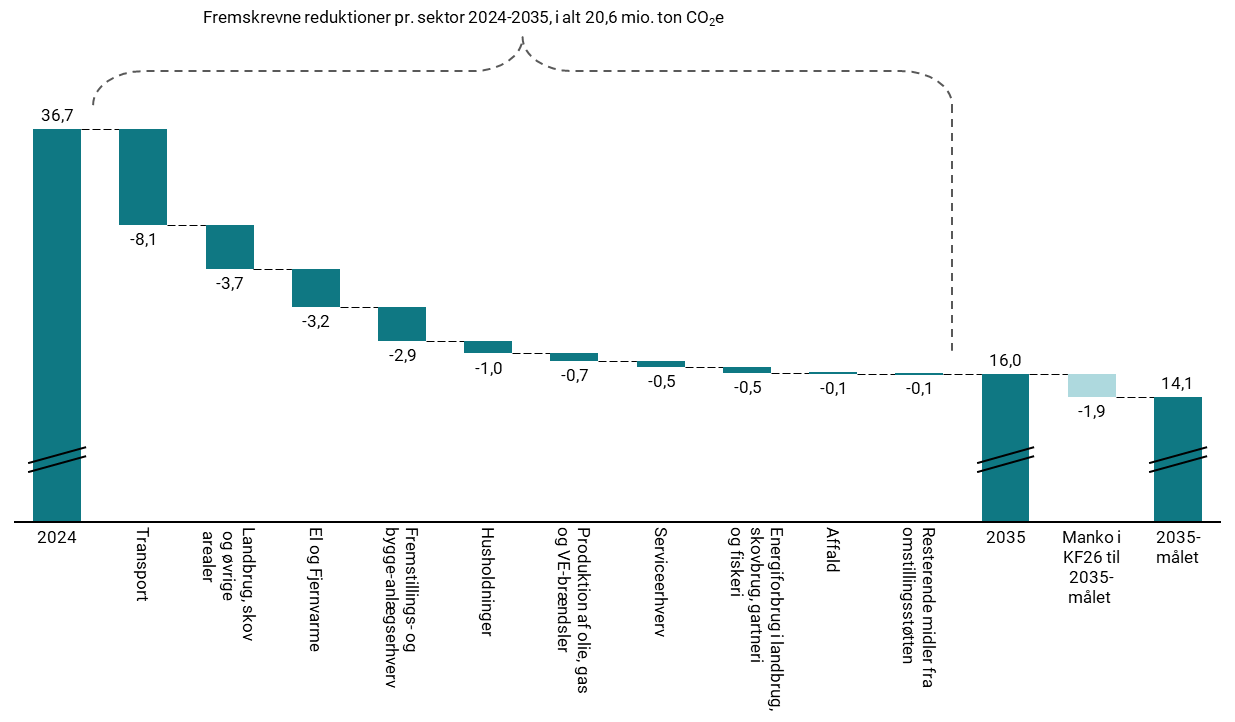 Fremskrevne reduktioner pr. sektor 2024-2035, i alt 20,6 mio. ton CO₂e
36,7
-8,1
-3,7
-3,2
-2,9
-1,0
-0,7
-0,5
-0,5
-0,1
-0,1
16,0
-1,9
14,1
2024
Transport
Landbrug, skov
og øvrige
arealer
El og Fjernvarme
Fremstillings- og
bygge-anlægserhverv
Husholdninger
Produktion af olie, gas
og VE-brændsler
Serviceerhverv
Energiforbrug i landbrug,
skovbrug, gartneri
og fiskeri
Affald
Resterende midler fra
omstillingsstøtten
2035
Manko i
KF26 til
2035-
målet
2035-
målet